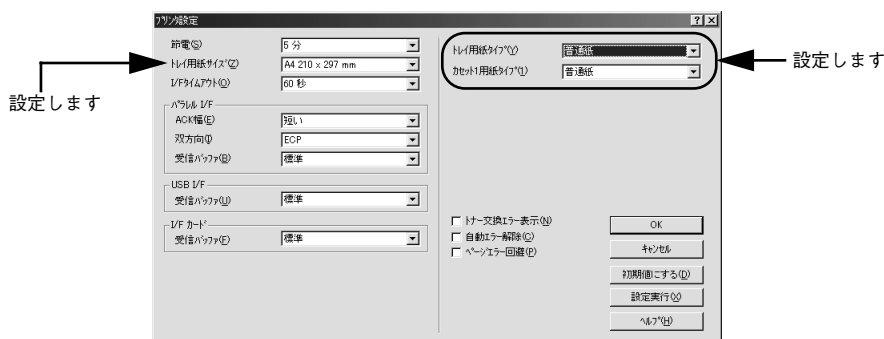 プリンタ設定
節電(S) 5 分
トレイ用紙サイズ(Z) A4 210 x 297 mm
I/Fタイムアウト(O) 60 秒
パラレル I/F
ACK幅(E) 短い
双方向(I) ECP
受信バッファ(B) 標準
USB I/F
受信バッファ(U) 標準
I/F カード
受信バッファ(F) 標準
設定します
トレイ用紙タイプ(Y) 普通紙
カセット1用紙タイプ(1) 普通紙
設定します
トナー交換エラー表示(N)
自動エラー解除(C)
ページエラー回避(P)
OK
キャンセル
初期値にする(D)
設定実行(X)
ヘルプ(H)